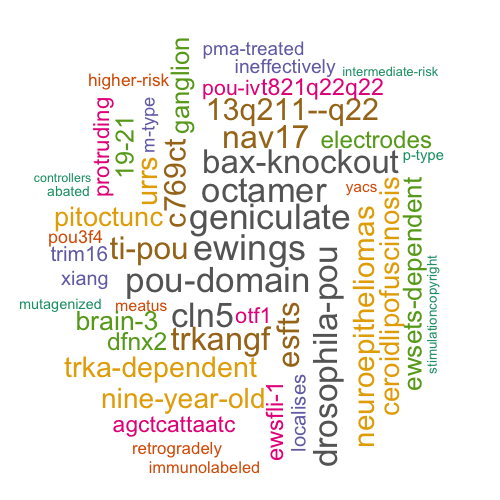 pma-treated
ineffectively
intermediate-risk
higher-risk
ganglion
pou-ivt821q22q22
protruding
19-21
m-type
13q211--q22
nav17
electrodes
controllers
abated
urrs
c769ct
bax-knockout
p-type
octamer
yacs
pitoctunc
geniculate
pou3f4
trim16
ti-pou
ewings
xiang
pou-domain
mutagenized
meatus
cln5
otf1
brain-3
dfnx2
trkangf
esfts
drosophila-pou
neuroepitheliomas
ceroidlipofuscinosis
ewsets-dependent
stimulationcopyright
trka-dependent
nine-year-old
agctcattaatc
ewsfli-1
localises
retrogradely
immunolabeled